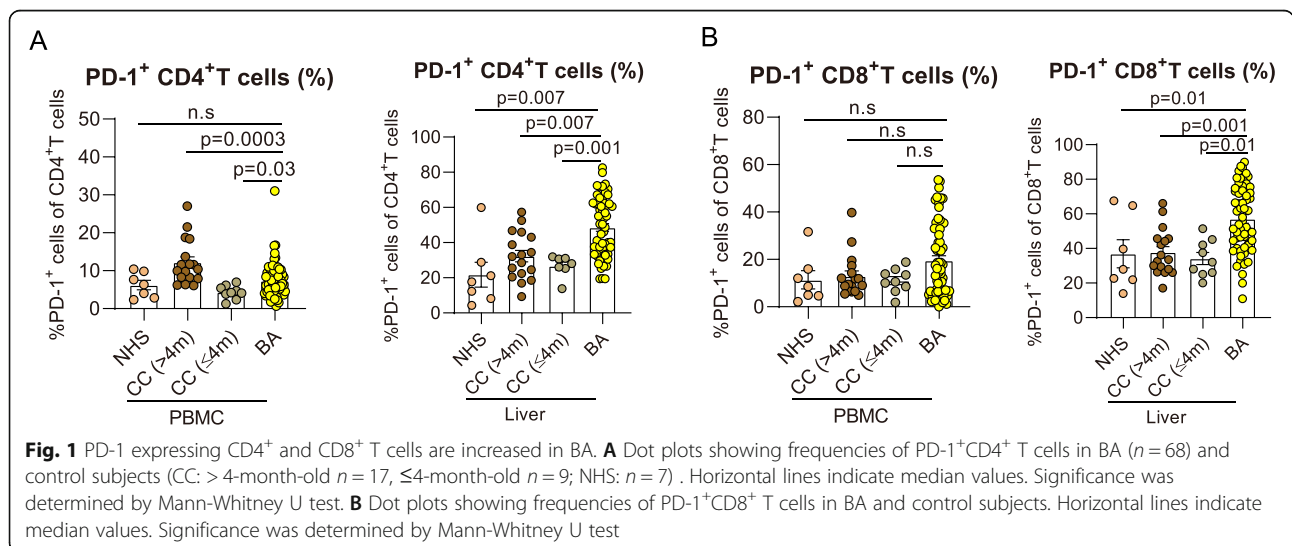 A
PD-1⁺ CD4⁺T cells (%)
%PD-1⁺ cells of CD4⁺T cells
50
40
30
20
10
0
n.s
p=0.0003
p=0.03
NHS
CC (>4m)
CC (≤4m)
BA
PBMC
PD-1⁺ CD4⁺T cells (%)
%PD-1⁺ cells of CD4⁺T cells
100
80
60
40
20
0
p=0.007
p=0.007
p=0.001
NHS
CC (>4m)
CC (≤4m)
BA
Liver
B
PD-1⁺ CD8⁺T cells (%)
%PD-1⁺ cells of CD8⁺T cells
80
60
40
20
0
n.s
n.s
n.s
NHS
CC (>4m)
CC (≤4m)
BA
PBMC
PD-1⁺ CD8⁺T cells (%)
%PD-1⁺ cells of CD8⁺T cells
100
80
60
40
20
0
p=0.01
p=0.001
p=0.01
NHS
CC (>4m)
CC (≤4m)
BA
Liver
Fig. 1 PD-1 expressing CD4⁺ and CD8⁺ T cells are increased in BA. A Dot plots showing frequencies of PD-1⁺CD4⁺ T cells in BA (n = 68) and
control subjects (CC: > 4-month-old n = 17, ≤4-month-old n = 9; NHS: n = 7) . Horizontal lines indicate median values. Significance was
determined by Mann-Whitney U test. B Dot plots showing frequencies of PD-1⁺CD8⁺ T cells in BA and control subjects. Horizontal lines indicate
median values. Significance was determined by Mann-Whitney U test